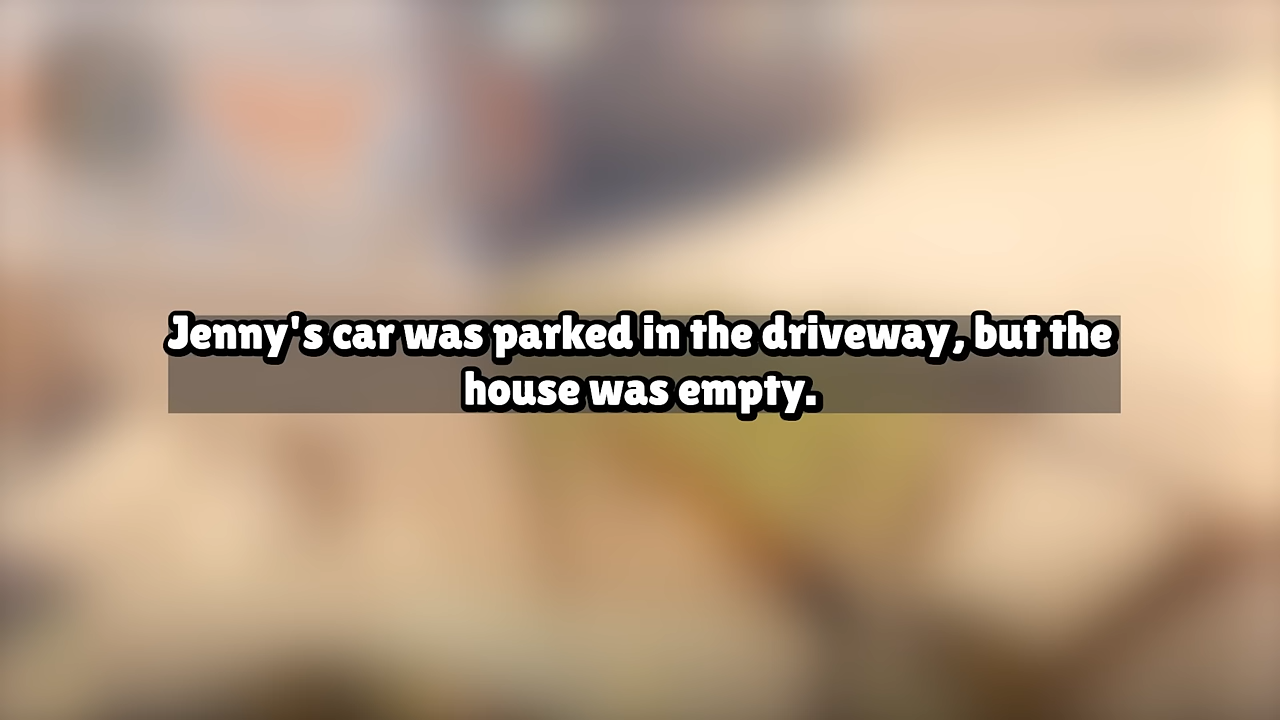 Jenny's car was parked in the driveway, but the
house was empty.